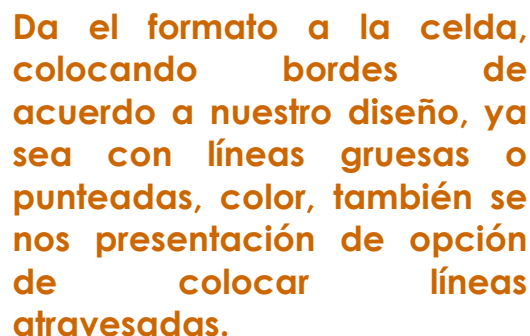 Da el formato a la celda,
colocando bordes de
acuerdo a nuestro diseño, ya
sea con líneas gruesas o
punteadas, color, también se
nos presentación de opción
de colocar líneas
atravesadas.